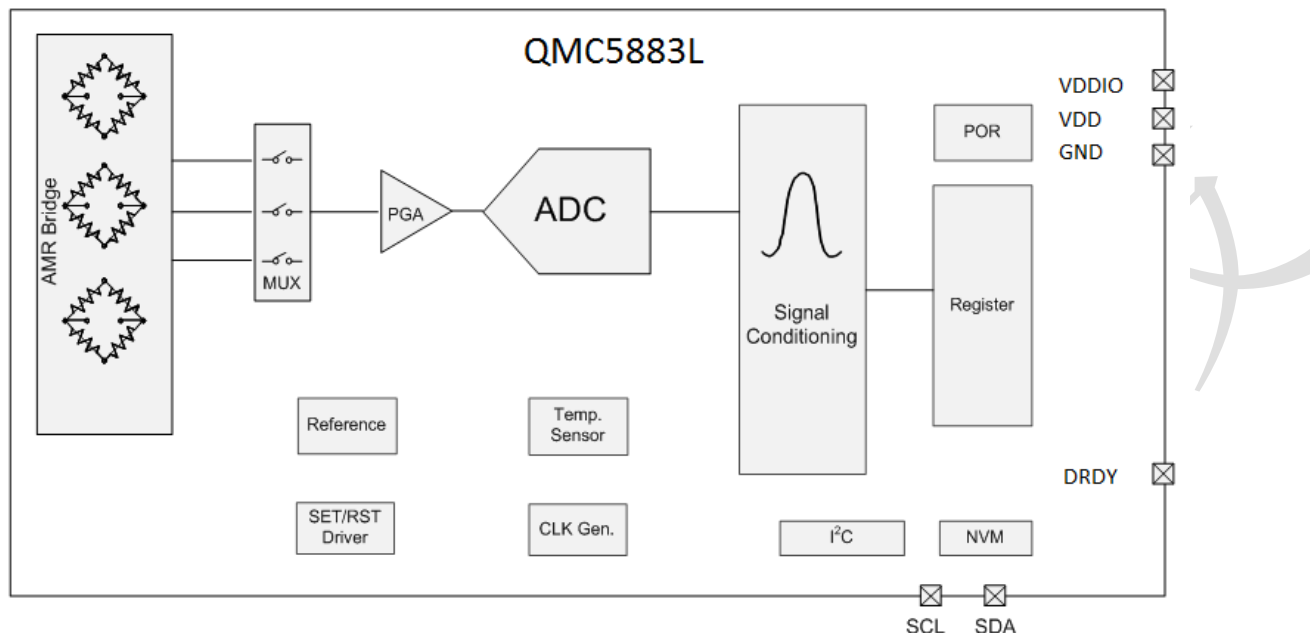 QMC5883L
AMR Bridge
MUX
PGA
ADC
Signal
Conditioning
POR
Register
VDDIO
VDD
GND
Reference
Temp.
Sensor
DRDY
SET/RST
Driver
CLK Gen.
I²C
NVM
SCL
SDA